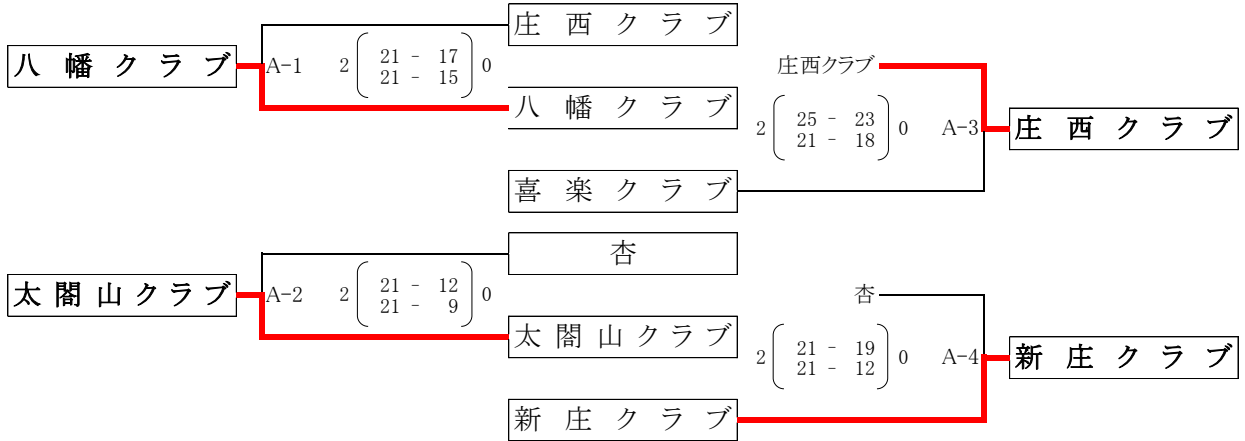 庄西クラブ
八幡クラブ
A-1 2 21 - 17 0
21 - 15
庄西クラブ
八幡クラブ
2 25 - 23 0 A-3
21 - 18
庄西クラブ
喜楽クラブ
杏
太閤山クラブ
A-2 2 21 - 12 0
21 - 9
杏
太閤山クラブ
2 21 - 19 0 A-4
21 - 12
新庄クラブ
新庄クラブ